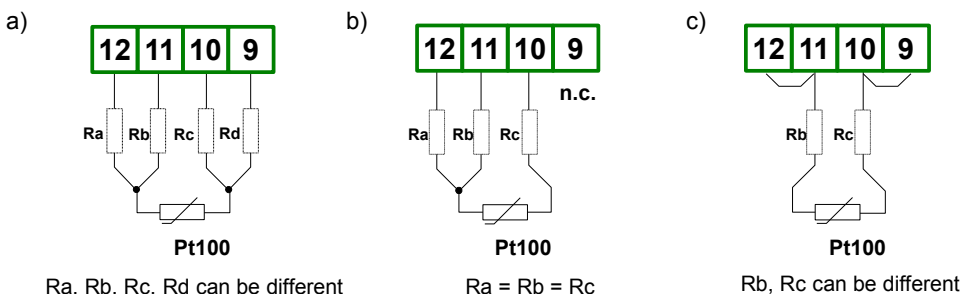 a)
12 11 10 9
Ra Rb Rc Rd
Pt100
Ra, Rb, Rc, Rd can be different
b)
12 11 10 9
n.c.
Ra Rb Rc
Pt100
Ra = Rb = Rc
c)
12 11 10 9
Rb Rc
Pt100
Rb, Rc can be different